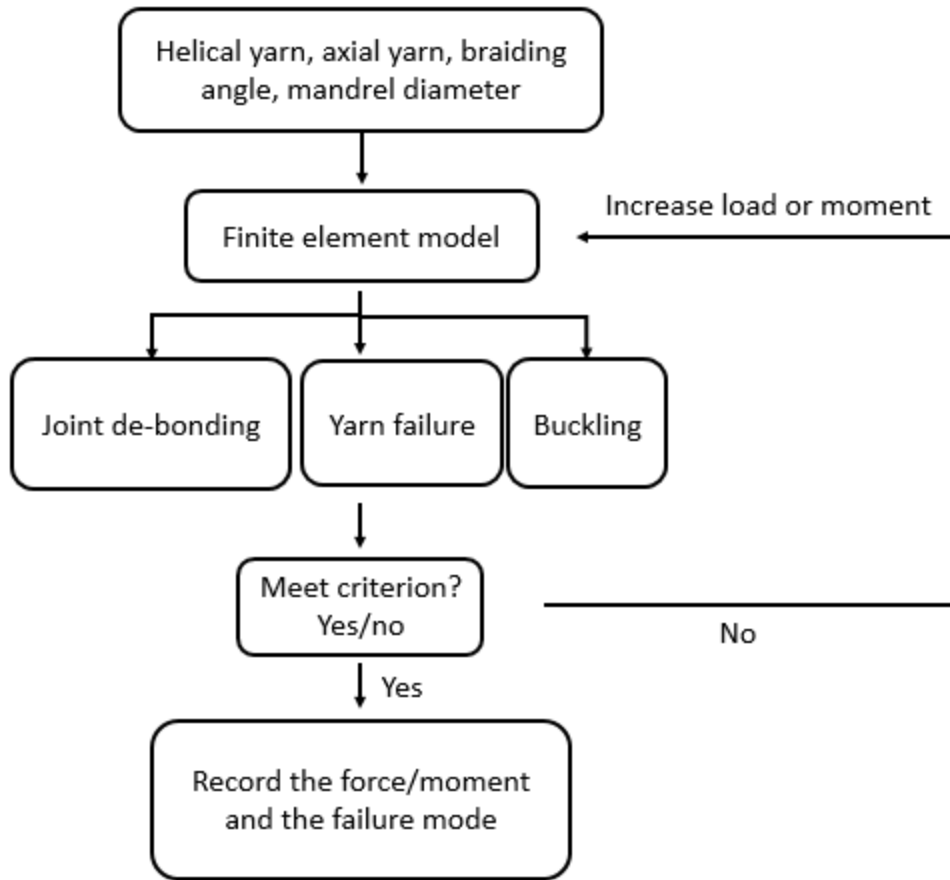 Helical yarn, axial yarn, braiding
angle, mandrel diameter
Increase load or moment
Finite element model
Joint de-bonding
Yarn failure
Buckling
Meet criterion?
Yes/no
No
Yes
Record the force/moment
and the failure mode